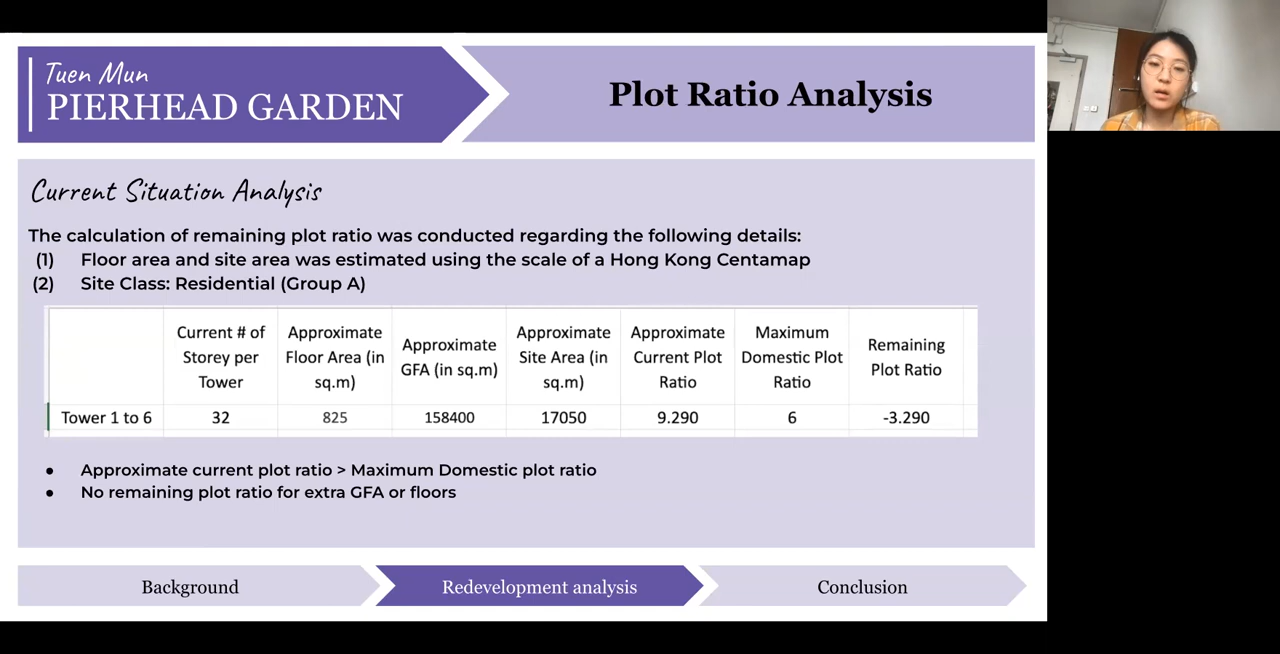 Tuen Mun
PIERHEAD GARDEN
Plot Ratio Analysis
Current Situation Analysis
The calculation of remaining plot ratio was conducted regarding the following details:
(1) Floor area and site area was estimated using the scale of a Hong Kong Centamap
(2) Site Class: Residential (Group A)
Current # of
Storey per
Tower
Approximate
Floor Area (in
sq.m)
Approximate
GFA (in sq.m)
Approximate
Site Area (in
sq.m)
Approximate
Current Plot
Ratio
Maximum
Domestic Plot
Ratio
Remaining
Plot Ratio
Tower 1 to 6 32 825 158400 17050 9.290 6 -3.290
• Approximate current plot ratio > Maximum Domestic plot ratio
• No remaining plot ratio for extra GFA or floors
Background Redevelopment analysis Conclusion